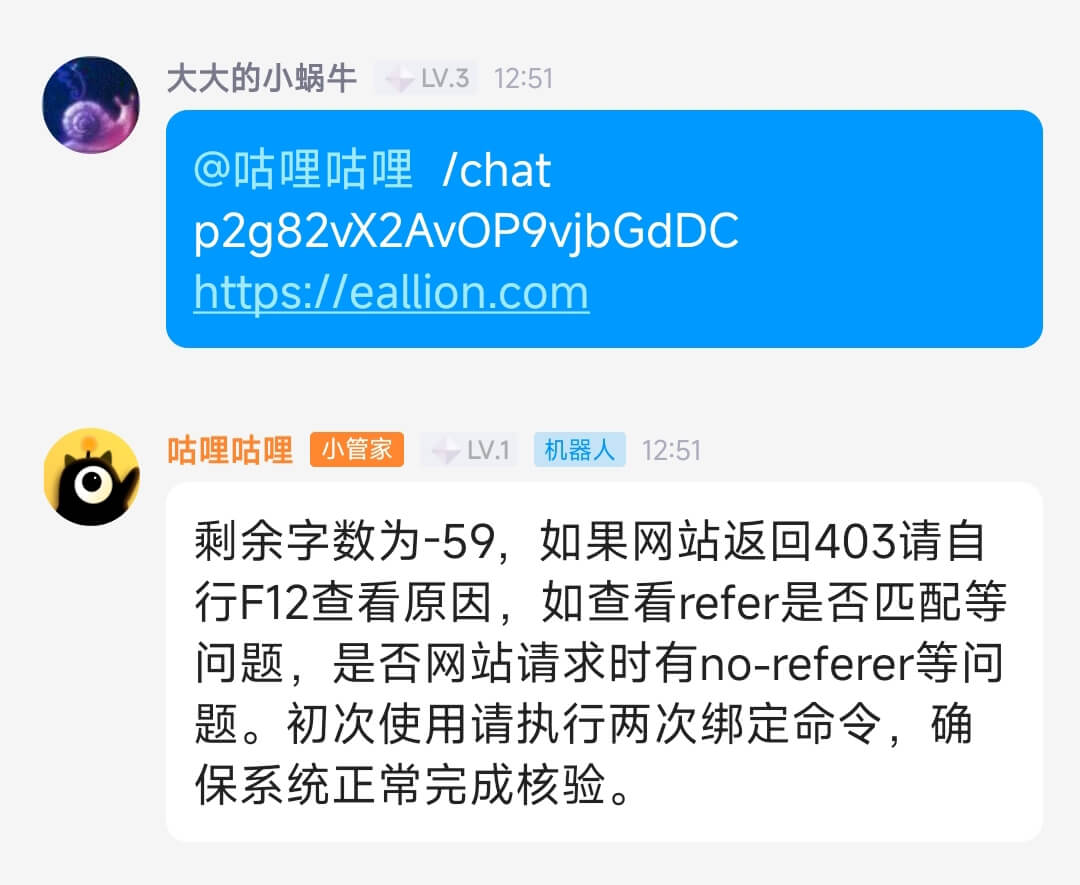 大大的小蜗牛 LV.3 12:51
@咕哩咕哩 /chat
p2g82vX2AvOP9vjbGdDC
https://eallion.com
咕哩咕哩 小管家 LV.1 机器人 12:51
剩余字数为-59，如果网站返回403请自
行F12查看原因，如查看refer是否匹配等
问题，是否网站请求时有no-referer等问
题。初次使用请执行两次绑定命令，确
保系统正常完成核验。